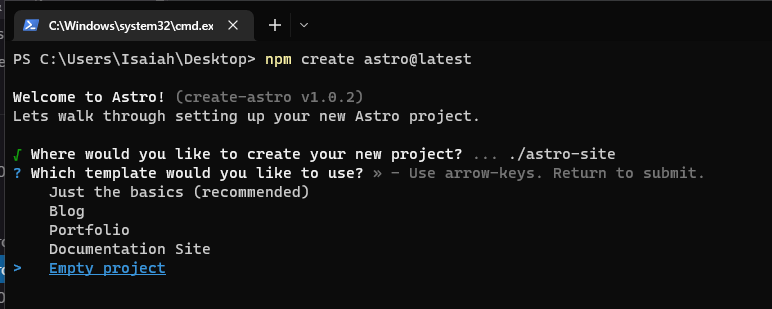 C:\Windows\system32\cmd.ex
PS C:\Users\Isaiah\Desktop> npm create astro@latest
Welcome to Astro! (create-astro v1.0.2)
Lets walk through setting up your new Astro project.
√ Where would you like to create your new project? ... ./astro-site
? Which template would you like to use? » - Use arrow-keys. Return to submit.
Just the basics (recommended)
Blog
Portfolio
Documentation Site
> Empty project